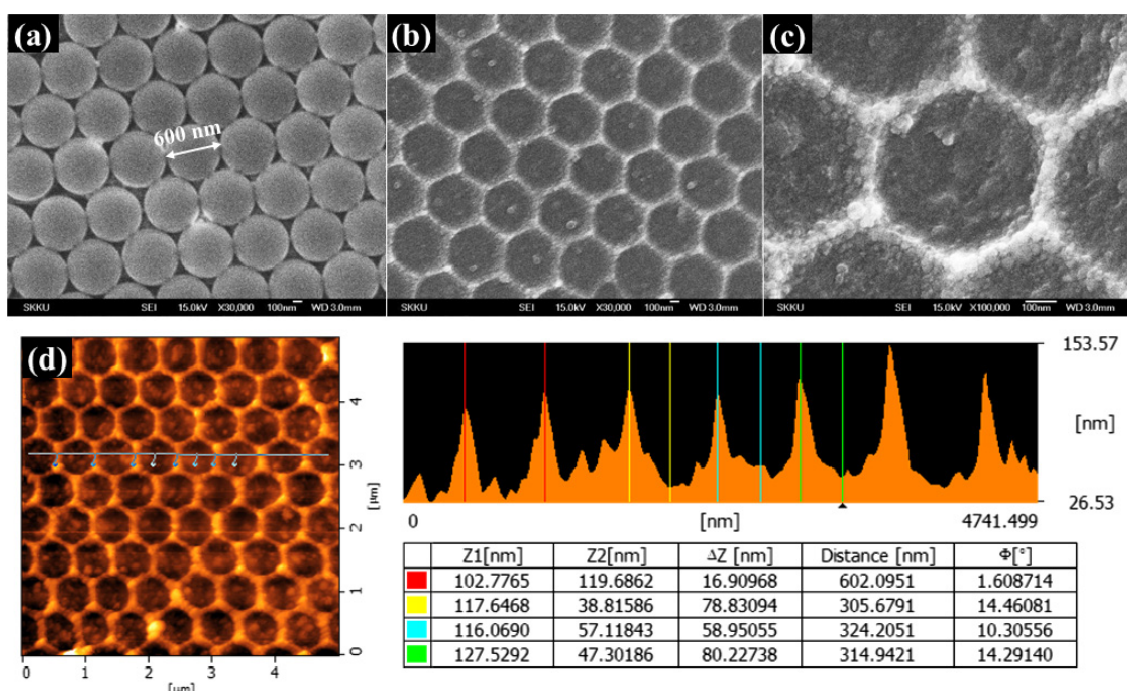 (a)
600 nm
SKKU SEI 15.0kV X30,000 100nm WD 3.0mm
(b)
SKKU SEI 15.0kV X30,000 100nm WD 3.0mm
(c)
SKKU SEII 15.0kV X100,000 100nm WD 3.0mm
(d)
4
3
2
1
0
[μm]
0 1 2 3 4
[μm]
153.57
[nm]
26.53
0 [nm] 4741.499
Z1[nm] Z2[nm] ΔZ [nm] Distance [nm] Φ[°]
102.7765 119.6862 16.90968 602.0951 1.608714
117.6468 38.81586 78.83094 305.6791 14.46081
116.0690 57.11843 58.95055 324.2051 10.30556
127.5292 47.30186 80.22738 314.9421 14.29140